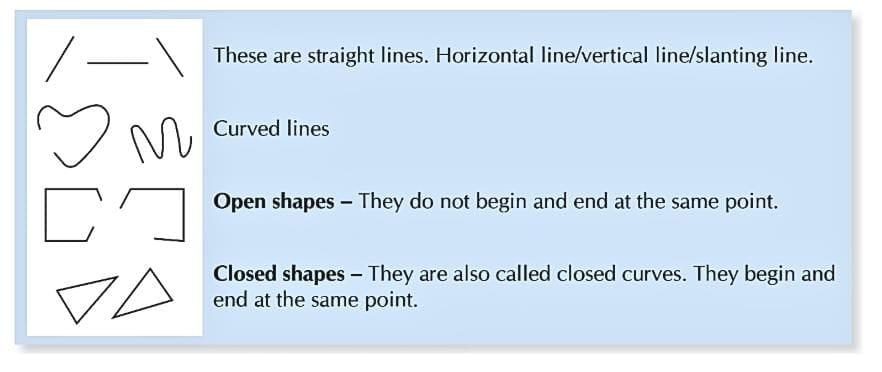 These are straight lines. Horizontal line/vertical line/slanting line.
Curved lines
Open shapes – They do not begin and end at the same point.
Closed shapes – They are also called closed curves. They begin and
end at the same point.